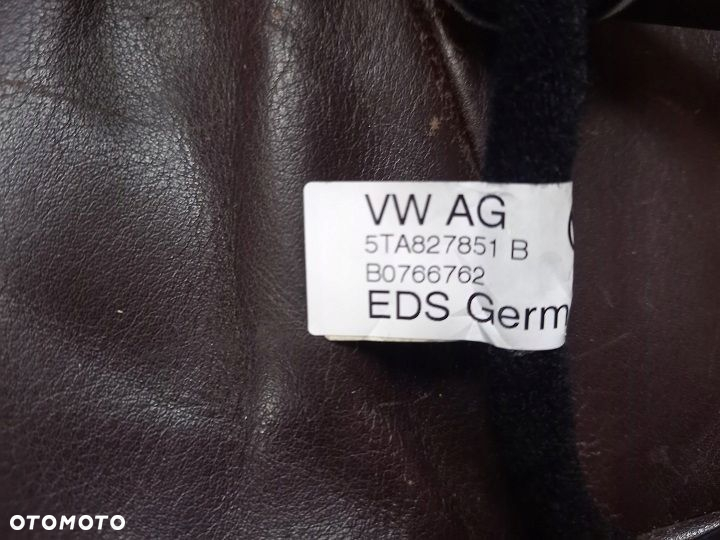 VW AG
5TA827851 B
B0766762
EDS Germ
OTOMOTO